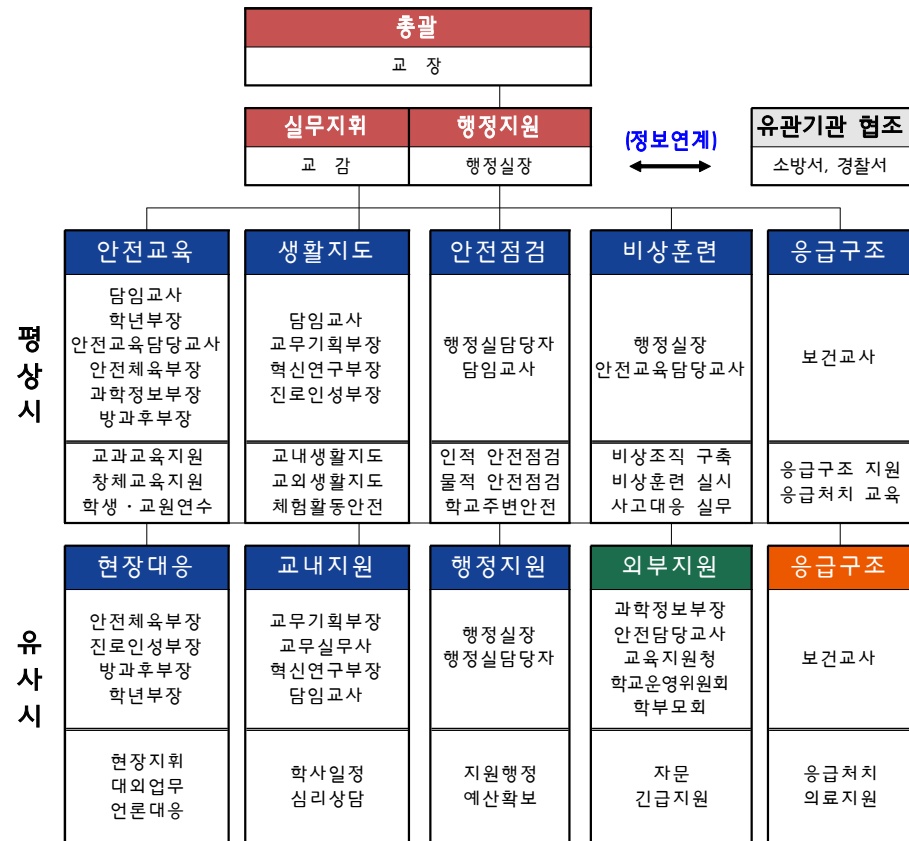 총괄
교 장
실무지휘
행정지원
교 감
행정실장
(정보연계)
유관기관 협조
소방서, 경찰서
평상시
안전교육
담임교사
학년부장
안전교육담당교사
안전체육부장
과학정보부장
방과후부장
교과교육지원
창체교육지원
학생 · 교원연수
생활지도
담임교사
교무기획부장
혁신연구부장
진로인성부장
교내생활지도
교외생활지도
체험활동안전
안전점검
행정실담당자
담임교사
인적 안전점검
물적 안전점검
학교주변안전
비상훈련
행정실장
안전교육담당교사
비상조직 구축
비상훈련 실시
사고대응 실무
응급구조
보건교사
응급구조 지원
응급처치 교육
유사시
현장대응
안전체육부장
진로인성부장
방과후부장
학년부장
현장지휘
대외업무
언론대응
교내지원
교무기획부장
교무실무사
혁신연구부장
담임교사
학사일정
심리상담
행정지원
행정실장
행정실담당자
지원행정
예산확보
외부지원
과학정보부장
안전담당교사
교육지원청
학교운영위원회
학부모회
자문
긴급지원
응급구조
보건교사
응급처치
의료지원